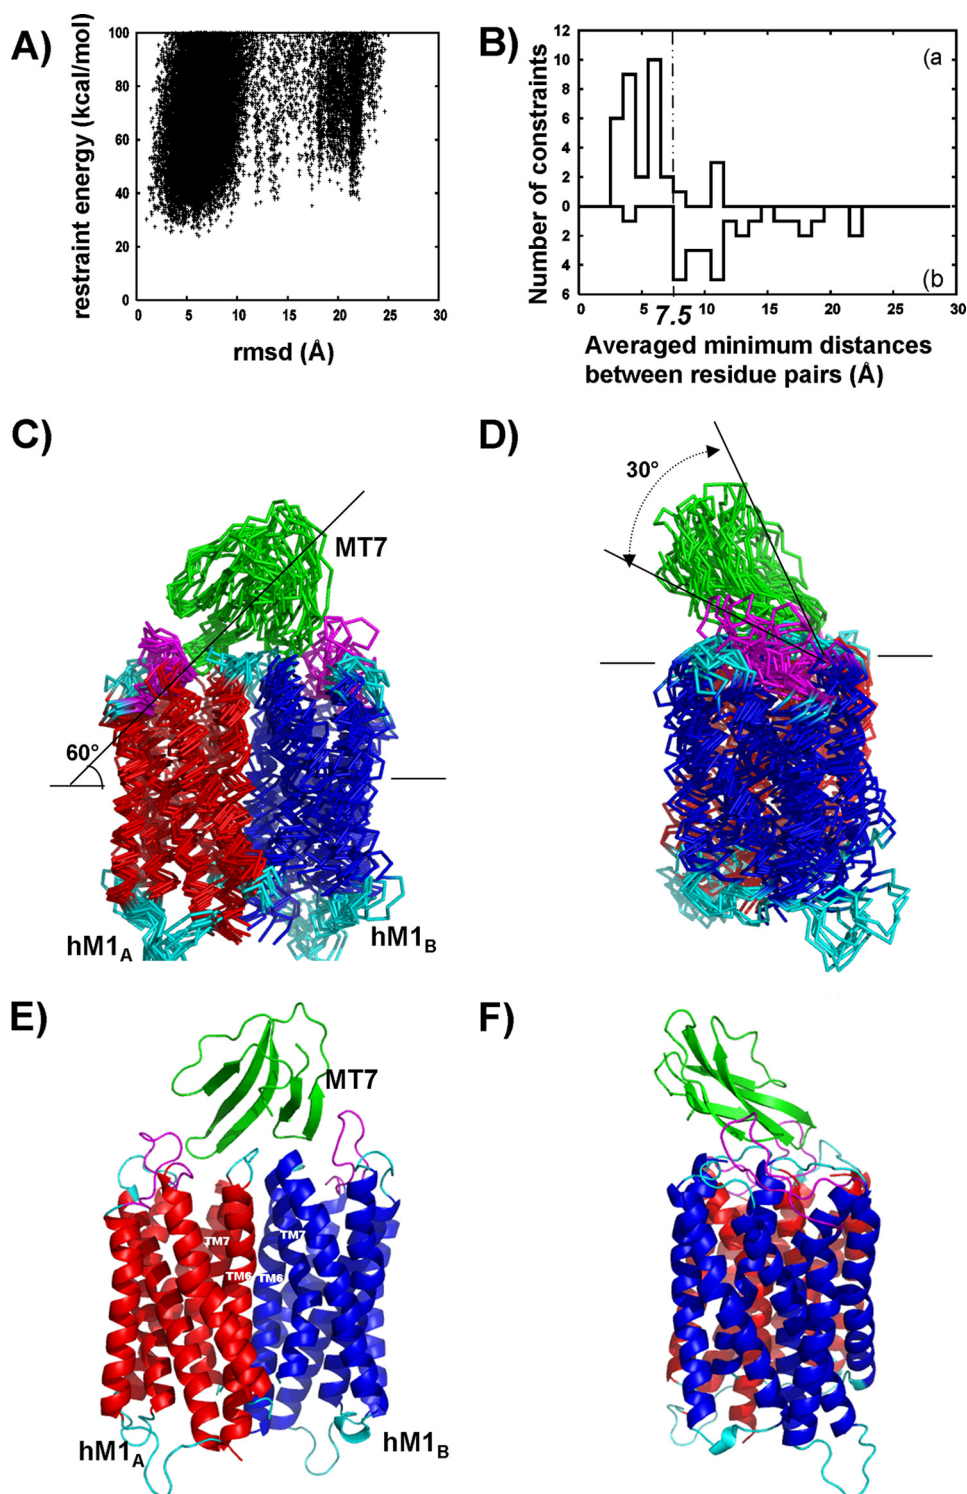 A)
restraint energy (kcal/mol)
100
80
60
40
20
0
0 5 10 15 20 25 30
rmsd (Å)
B)
Number of constraints
12
10
8
6
4
2
0
2
4
6
(a
(b)
0 5 10 15 20 25 30
7.5
Averaged minimum distances
between residue pairs (Å)
C)
MT7
60°
hM1A
hM1B
D)
30°
E)
MT7
TM7
TM7
TM6
TM6
hM1A
hM1B
F)